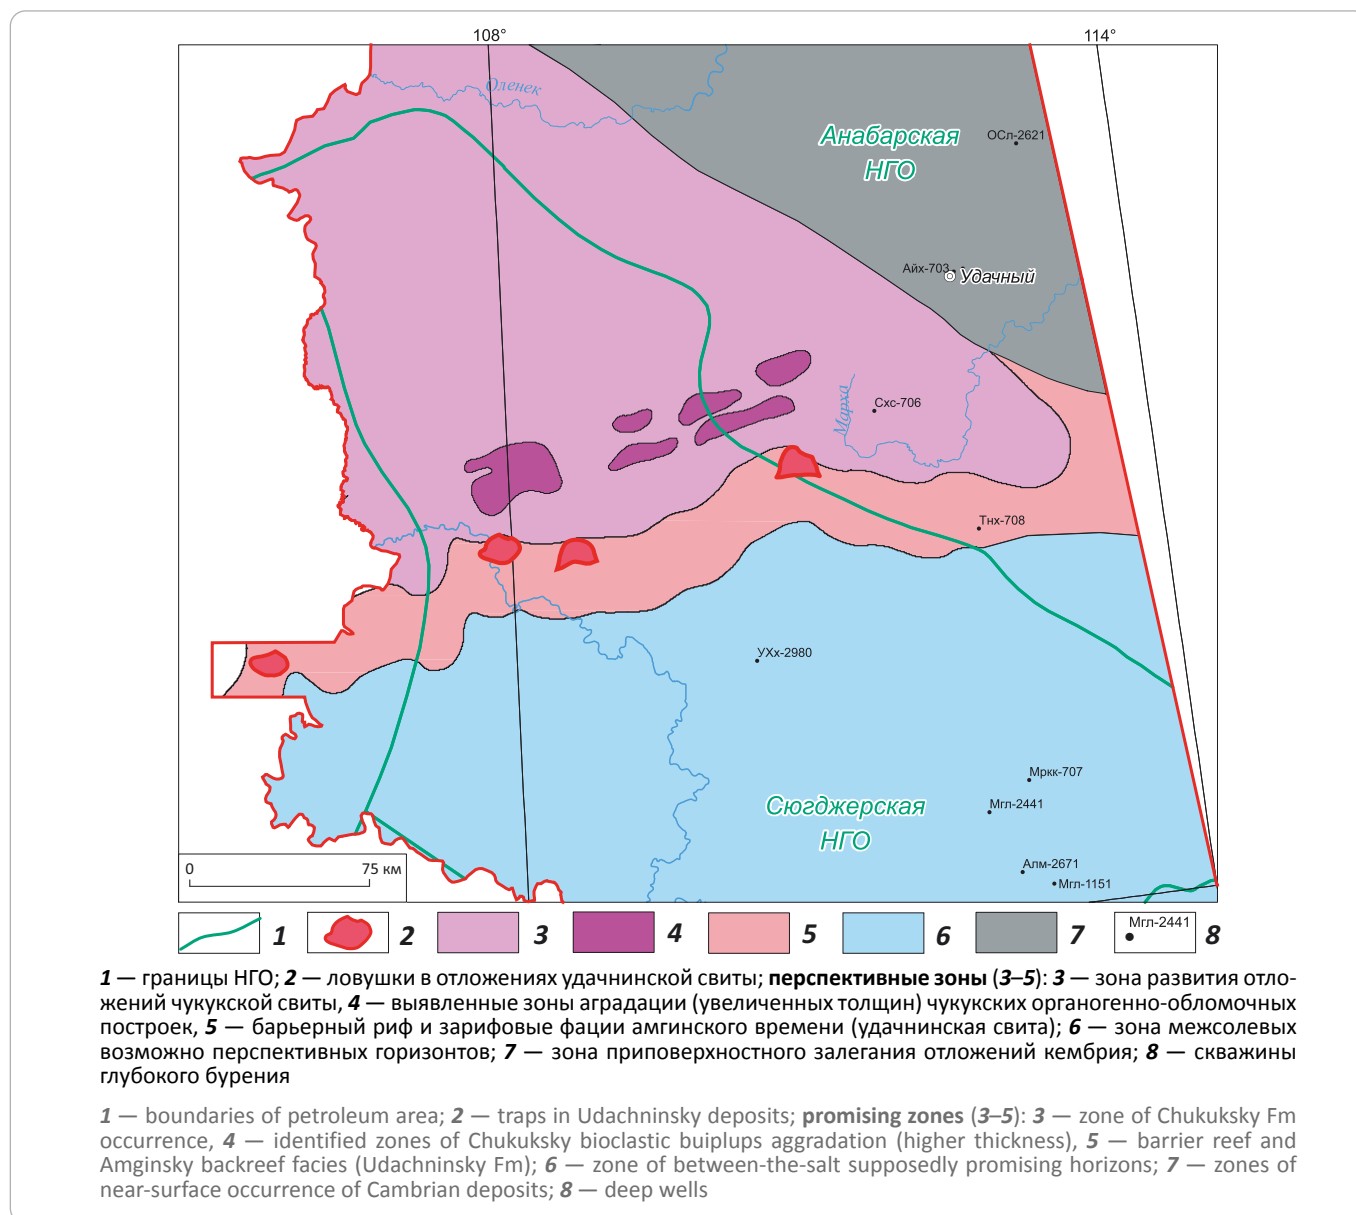 108°
114°
Оленек
Анабарская
НГО
ОСл-2621
Айх-703
Удачный
Марха
Схс-706
Тнх-708
УХх-2980
Мркк-707
Мгл-2441
Сюгджерская
НГО
Алм-2671
Мгл-1151
0 75 км
1 2 3 4 5 6 7 Мгл-2441 8
1 — границы НГО; 2 — ловушки в отложениях удачнинской свиты; перспективные зоны (3–5): 3 — зона развития отло-
жений чукукской свиты, 4 — выявленные зоны аградации (увеличенных толщин) чукукских органогенно-обломочных
построек, 5 — барьерный риф и зарифовые фации амгинского времени (удачнинская свита); 6 — зона межсолевых
возможно перспективных горизонтов; 7 — зона приповерхностного залегания отложений кембрия; 8 — скважины
глубокого бурения
1 — boundaries of petroleum area; 2 — traps in Udachninsky deposits; promising zones (3–5): 3 — zone of Chukuksky Fm
occurrence, 4 — identified zones of Chukuksky bioclastic buiplups aggradation (higher thickness), 5 — barrier reef and
Amginsky backreef facies (Udachninsky Fm); 6 — zone of between-the-salt supposedly promising horizons; 7 — zones of
near-surface occurrence of Cambrian deposits; 8 — deep wells